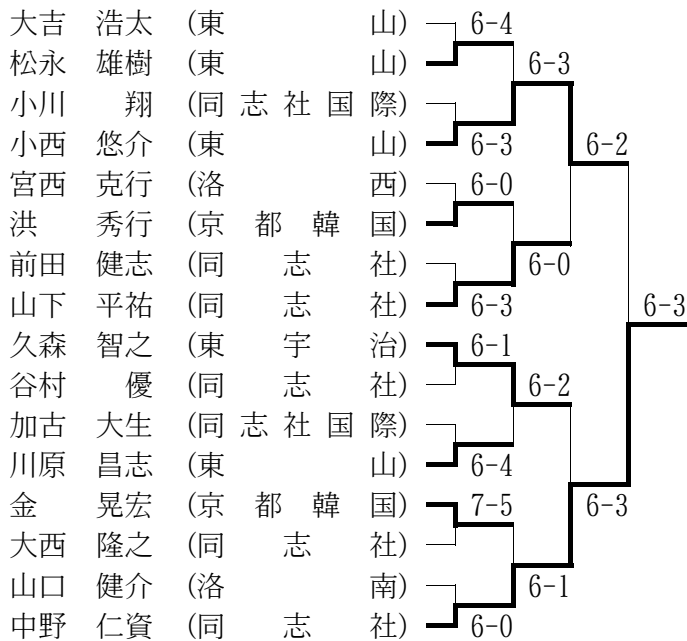 大吉 浩太 (東 山) 6-4
松永 雄樹 (東 山) 6-3
小川 翔 (同志社国際)
小西 悠介 (東 山) 6-3 6-2
宮西 克行 (洛 西) 6-0
洪 秀行 (京都韓国)
前田 健志 (同志社) 6-0
山下 平祐 (同志社) 6-3 6-3
久森 智之 (東宇治) 6-1
谷村 優 (同志社) 6-2
加古 大生 (同志社国際)
川原 昌志 (東 山) 6-4
金 晃宏 (京都韓国) 7-5 6-3
大西 隆之 (同志社)
山口 健介 (洛 南) 6-1
中野 仁資 (同志社) 6-0